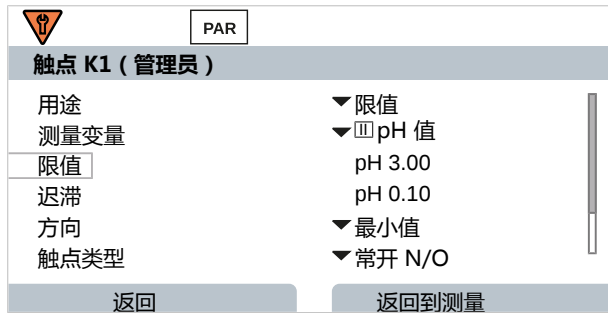 PAR
触点 K1（管理员）
用途 限值
测量变量 II pH 值
限值 pH 3.00
迟滞 pH 0.10
方向 最小值
触点类型 常开 N/O
返回 返回到测量